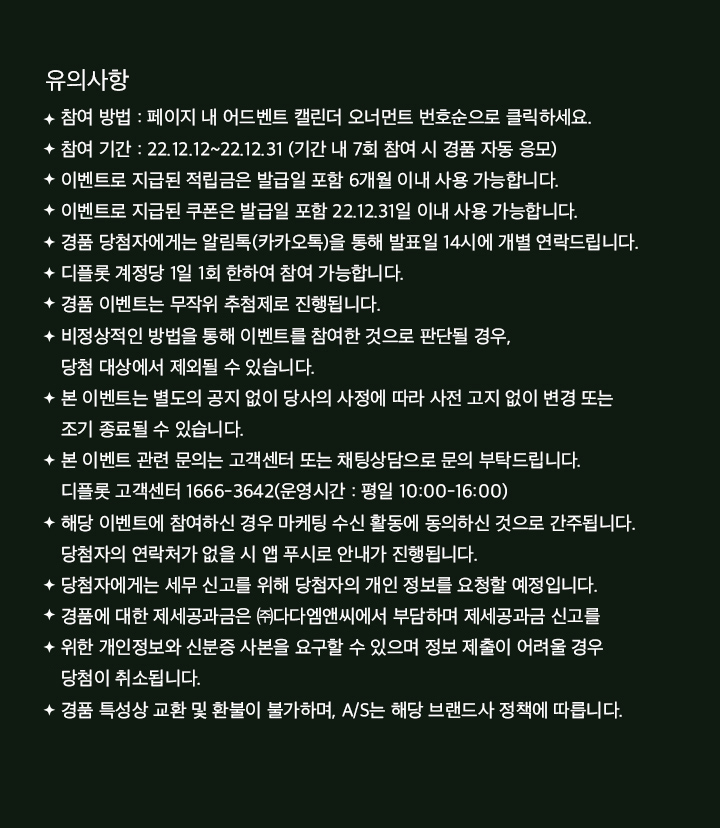 유의사항
✦ 참여 방법 : 페이지 내 어드벤트 캘린더 오너먼트 번호순으로 클릭하세요.
✦ 참여 기간 : 22.12.12~22.12.31 (기간 내 7회 참여 시 경품 자동 응모)
✦ 이벤트로 지급된 적립금은 발급일 포함 6개월 이내 사용 가능합니다.
✦ 이벤트로 지급된 쿠폰은 발급일 포함 22.12.31일 이내 사용 가능합니다.
✦ 경품 당첨자에게는 알림톡(카카오톡)을 통해 발표일 14시에 개별 연락드립니다.
✦ 디플롯 계정당 1일 1회 한하여 참여 가능합니다.
✦ 경품 이벤트는 무작위 추첨제로 진행됩니다.
✦ 비정상적인 방법을 통해 이벤트를 참여한 것으로 판단될 경우,
당첨 대상에서 제외될 수 있습니다.
✦ 본 이벤트는 별도의 공지 없이 당사의 사정에 따라 사전 고지 없이 변경 또는
조기 종료될 수 있습니다.
✦ 본 이벤트 관련 문의는 고객센터 또는 채팅상담으로 문의 부탁드립니다.
디플롯 고객센터 1666-3642(운영시간 : 평일 10:00-16:00)
✦ 해당 이벤트에 참여하신 경우 마케팅 수신 활동에 동의하신 것으로 간주됩니다.
당첨자의 연락처가 없을 시 앱 푸시로 안내가 진행됩니다.
✦ 당첨자에게는 세무 신고를 위해 당첨자의 개인 정보를 요청할 예정입니다.
✦ 경품에 대한 제세공과금은 ㈜다다엠앤씨에서 부담하며 제세공과금 신고를
✦ 위한 개인정보와 신분증 사본을 요구할 수 있으며 정보 제출이 어려울 경우
당첨이 취소됩니다.
✦ 경품 특성상 교환 및 환불이 불가하며, A/S는 해당 브랜드사 정책에 따릅니다.